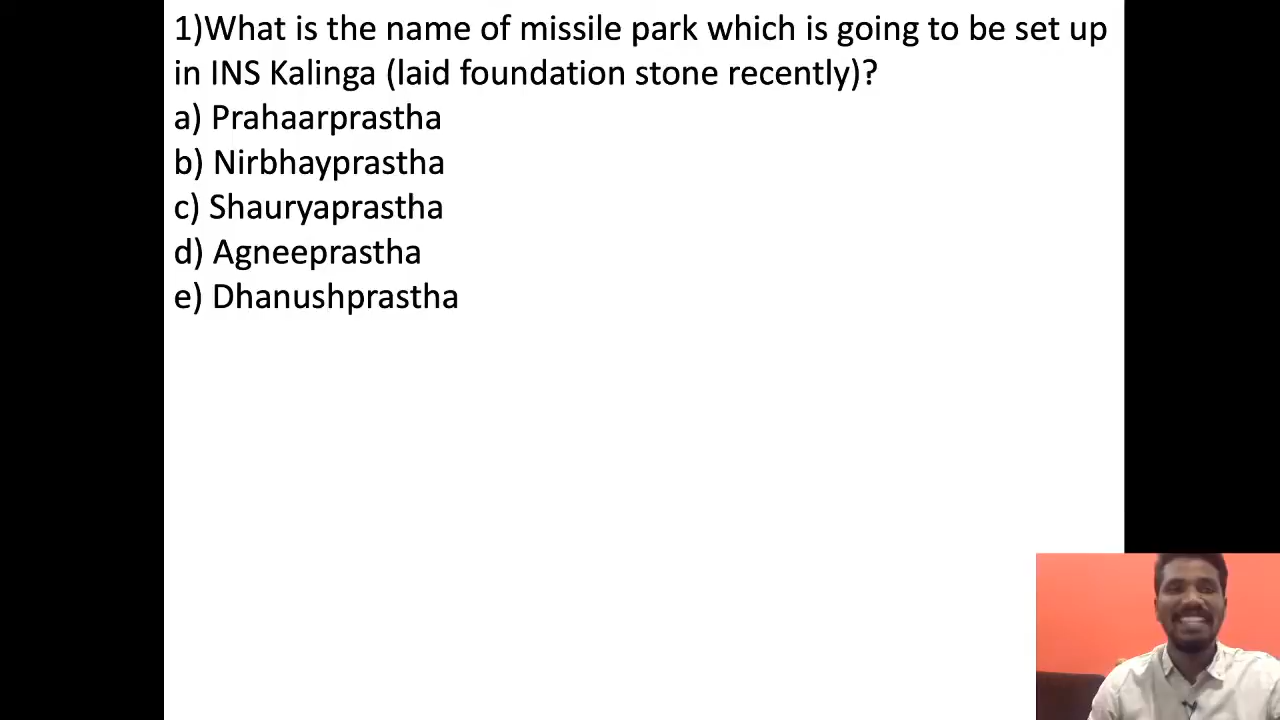 1)What is the name of missile park which is going to be set up
in INS Kalinga (laid foundation stone recently)?
a) Prahaarprastha
b) Nirbhayprastha
c) Shauryaprastha
d) Agneeprastha
e) Dhanushprastha